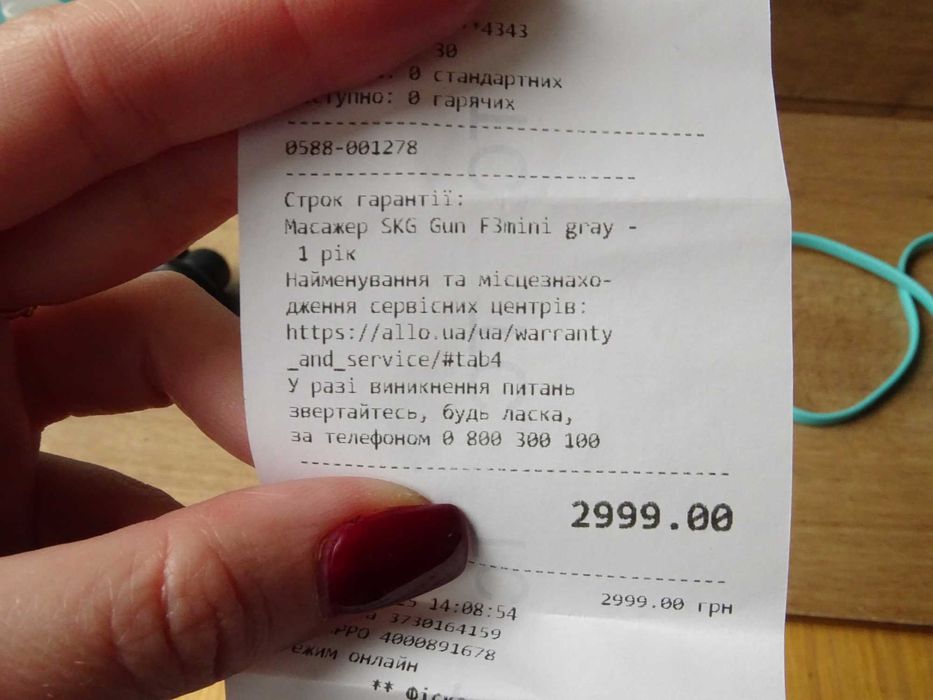 *4343
30
0 стандартних
0 гарячих
0588-001278
Строк гарантії:
Масажер SKG Gun F3mini gray -
1 рік
Найменування та місцезнахо-
дження сервісних центрів:
https://allo.ua/ua/warranty
_and_service/#tab4
У разі виникнення питань
звертайтесь, будь ласка,
за телефоном 0 800 300 100
2999.00
2999.00 грн
14:08:54
3730164159
4000891678
онлайн
**